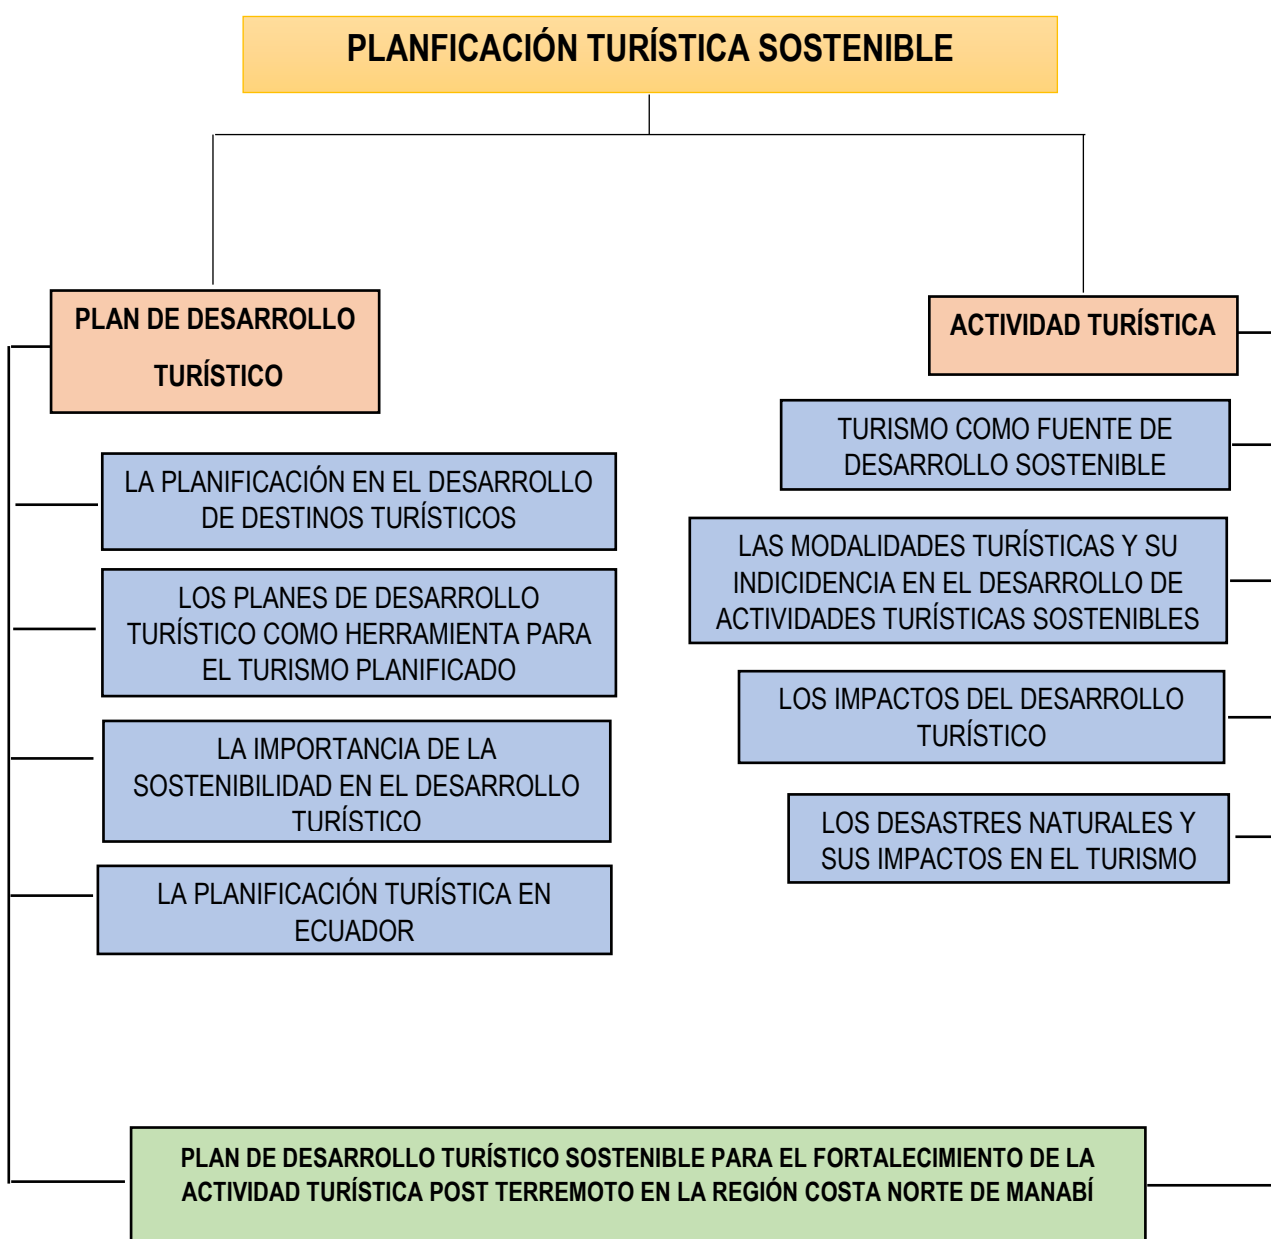 PLANFICACIÓN TURÍSTICA SOSTENIBLE
PLAN DE DESARROLLO
TURÍSTICO
LA PLANIFICACIÓN EN EL DESARROLLO
DE DESTINOS TURÍSTICOS
LOS PLANES DE DESARROLLO
TURÍSTICO COMO HERRAMIENTA PARA
EL TURISMO PLANIFICADO
LA IMPORTANCIA DE LA
SOSTENIBILIDAD EN EL DESARROLLO
TURÍSTICO
LA PLANIFICACIÓN TURÍSTICA EN
ECUADOR
ACTIVIDAD TURÍSTICA
TURISMO COMO FUENTE DE
DESARROLLO SOSTENIBLE
LAS MODALIDADES TURÍSTICAS Y SU
INDICIDENCIA EN EL DESARROLLO DE
ACTIVIDADES TURÍSTICAS SOSTENIBLES
LOS IMPACTOS DEL DESARROLLO
TURÍSTICO
LOS DESASTRES NATURALES Y
SUS IMPACTOS EN EL TURISMO
PLAN DE DESARROLLO TURÍSTICO SOSTENIBLE PARA EL FORTALECIMIENTO DE LA
ACTIVIDAD TURÍSTICA POST TERREMOTO EN LA REGIÓN COSTA NORTE DE MANABÍ